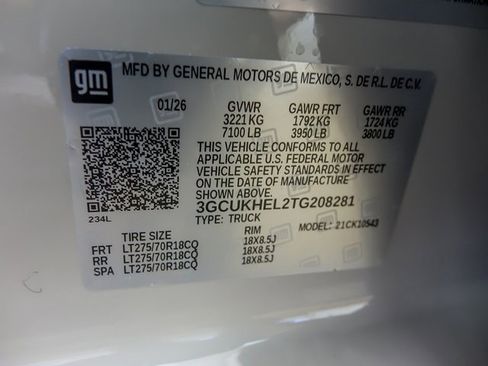 gm
MFD BY GENERAL MOTORS DE MEXICO, S. DE R.L. DE C.V.
01/26 GVWR GAWR FRT GAWR RR
3221 KG 1792 KG 1724 KG
7100 LB 3950 LB 3800 LB
THIS VEHICLE CONFORMS TO ALL
APPLICABLE U.S. FEDERAL MOTOR
VEHICLE SAFETY STANDARDS IN EFFECT
ON THE DATE OF MANUFACTURE
SHOWN ABOVE.
3GCUKHEL2TG208281
234L TYPE: TRUCK MODEL: 21CK10543
TIRE SIZE RIM
FRT LT275/70R18CQ 18X8.5J
RR LT275/70R18CQ 18X8.5J
SPA LT275/70R18CQ 18X8.5J